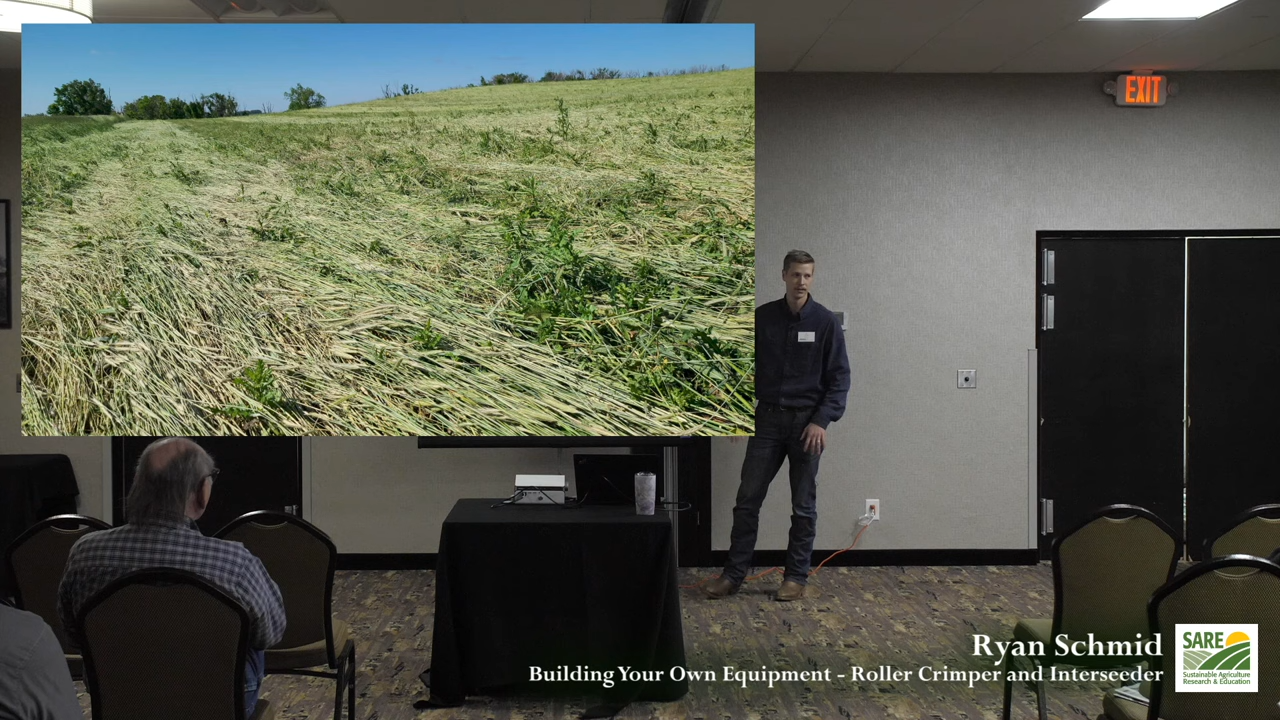 EXIT
Ryan Schmid
Building Your Own Equipment - Roller Crimper and Interseeder
SARE
Sustainable Agriculture
Research & Education